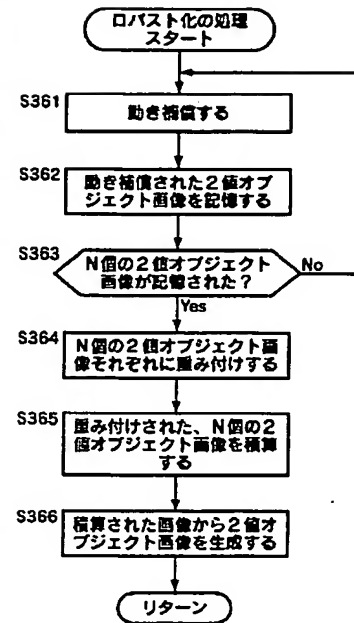 ロバスト化の処理
スタート
S361
動き補償する
S362
動き補償された2値オブ
ジェクト画像を記憶する
S363
N個の2値オブジェクト
画像が記憶された?
No
Yes
S364
N個の2値オブジェクト画
像それぞれに重み付けする
S365
重み付けされた、N個の2
値オブジェクト画像を積算
する
S366
積算された画像から2値オ
ブジェクト画像を生成する
リターン